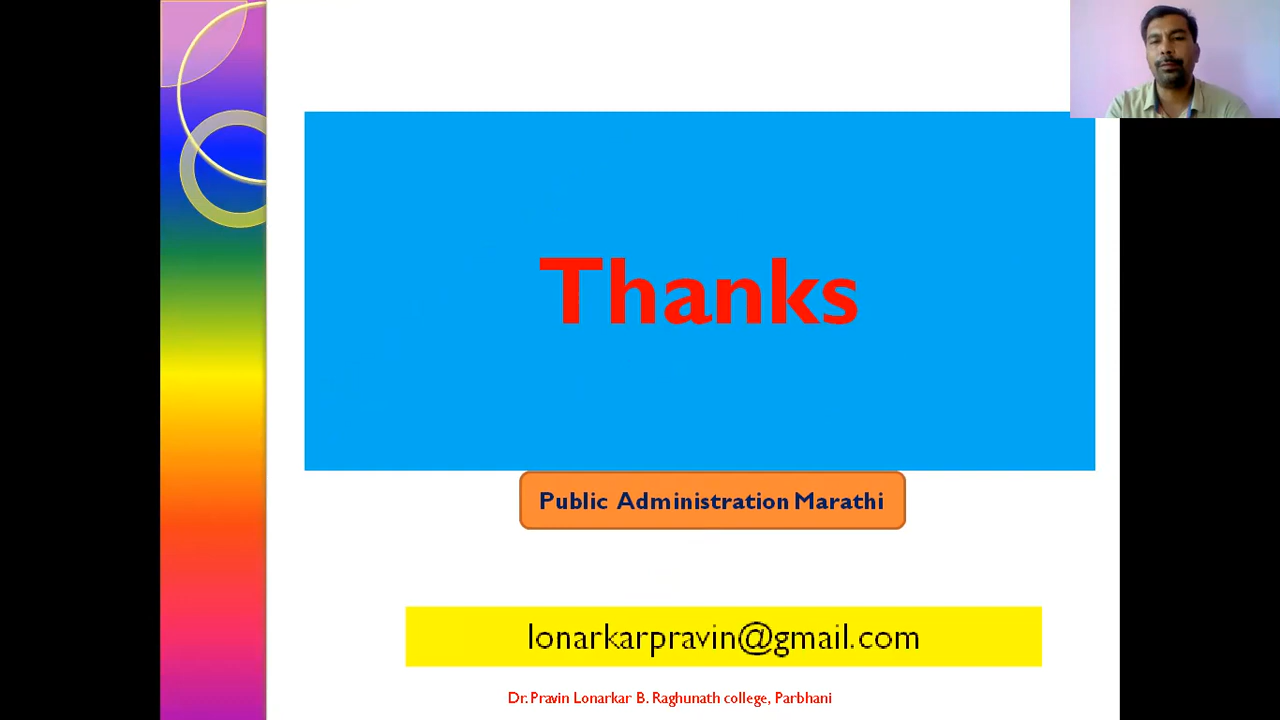 Thanks
Public Administration Marathi
lonarkarpravin@gmail.com
Dr. Pravin Lonarkar B. Raghunath college, Parbhani